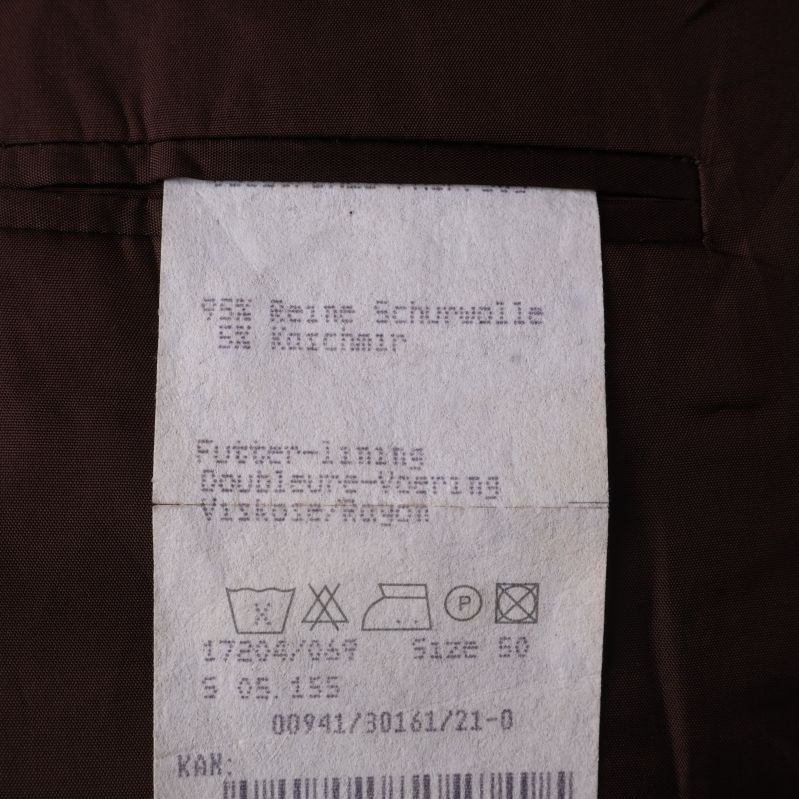 95% Reine Schurwolle
5% Kaschmir
Futter-lining
Doublure-Voering
Viskose/Rayon
P
17204/069 Size 50
S 05.155
00941/30161/21-0
KAN: